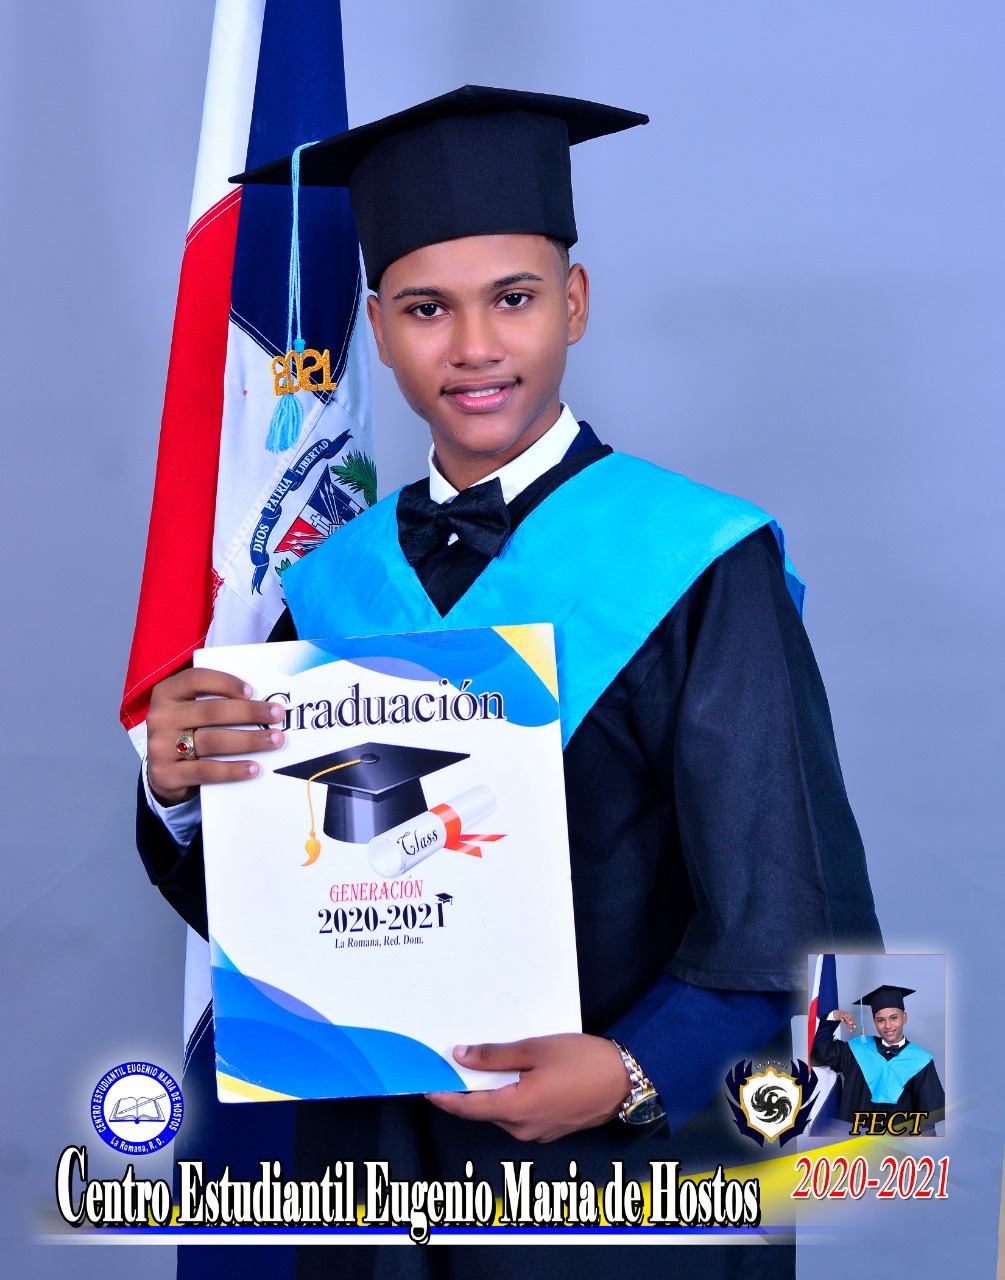 2021
DIOS PATRIA LIBERTAD
Graduación
Class
GENERACIÓN
2020-2021
La Romana, Red. Dom.
CENTRO ESTUDIANTIL EUGENIO MARIA DE HOSTOS
La Romana, R. D.
FECT
Centro Estudiantil Eugenio Maria de Hostos
2020-2021